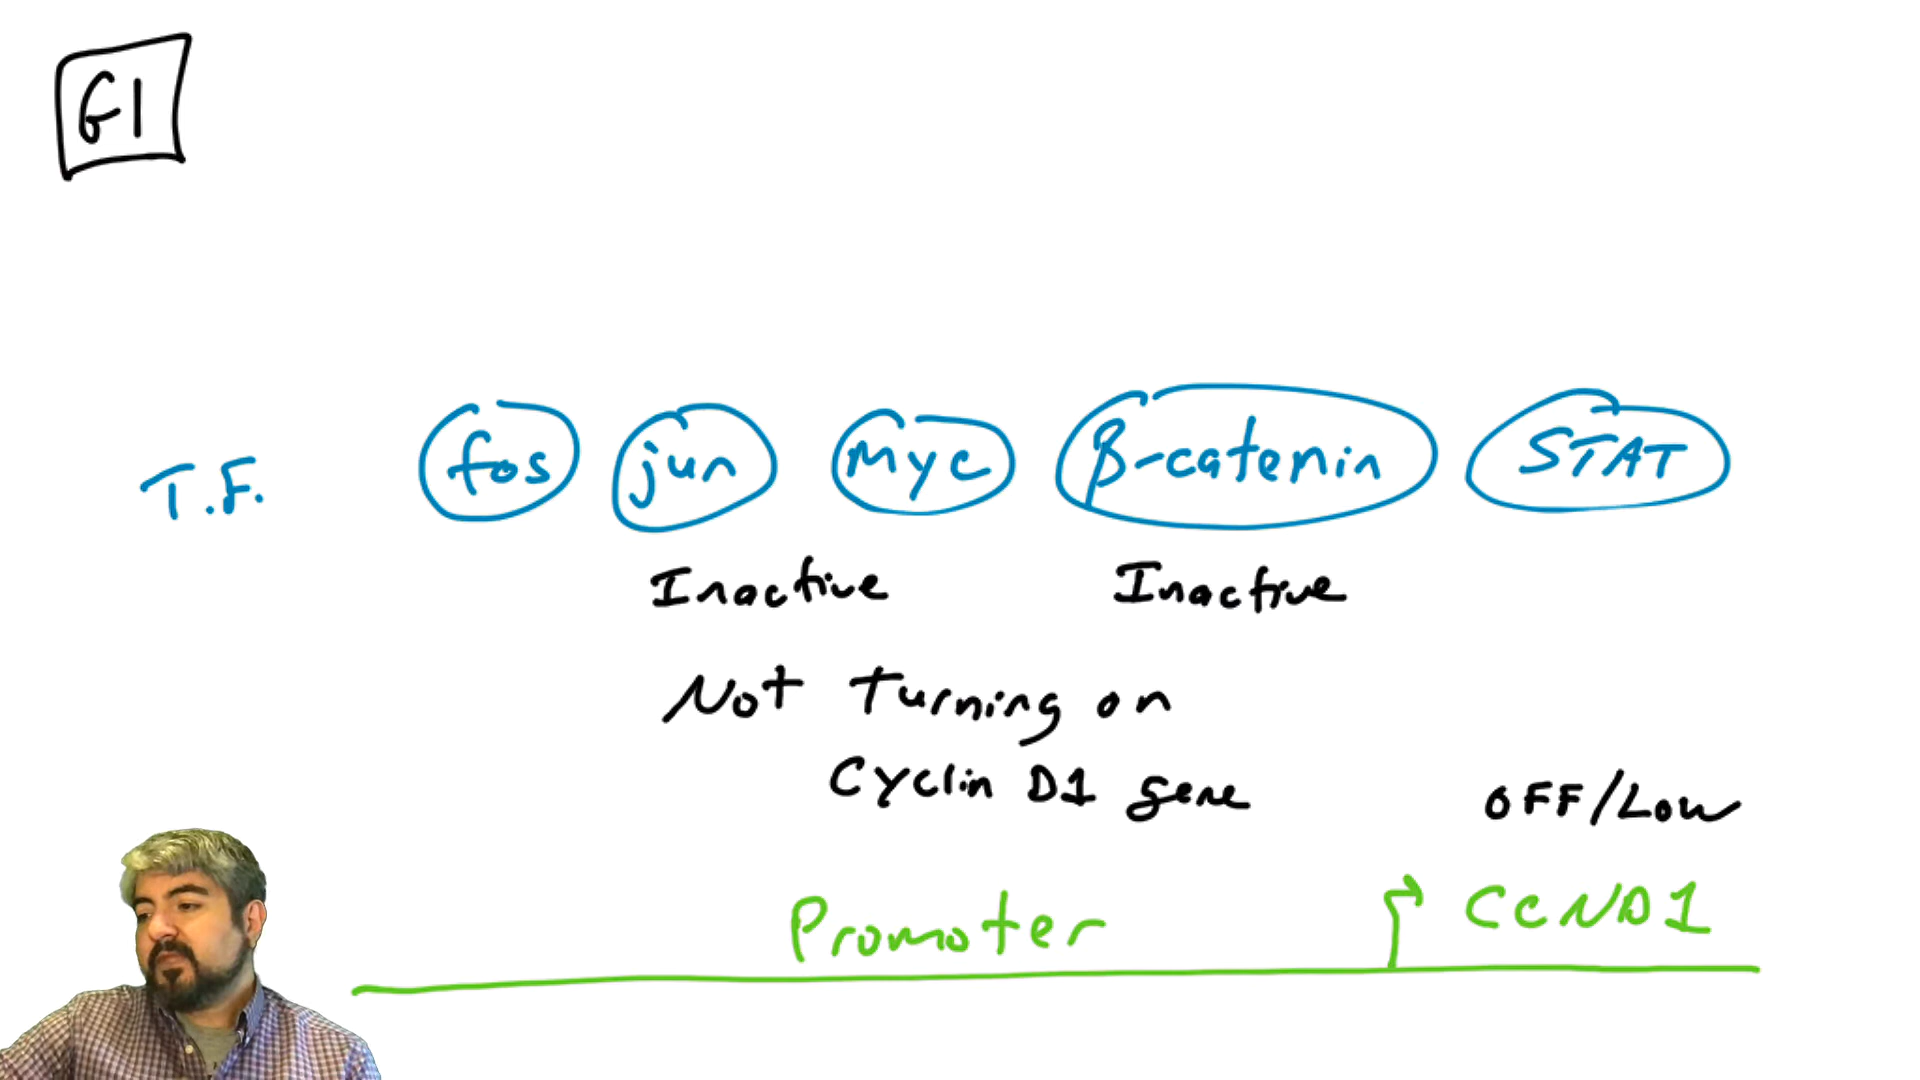 G1
T.F. fos jun myc β-catenin STAT
Inactive Inactive
Not Turning on
Cyclin D1 gene
OFF/Low
Promoter CCND1